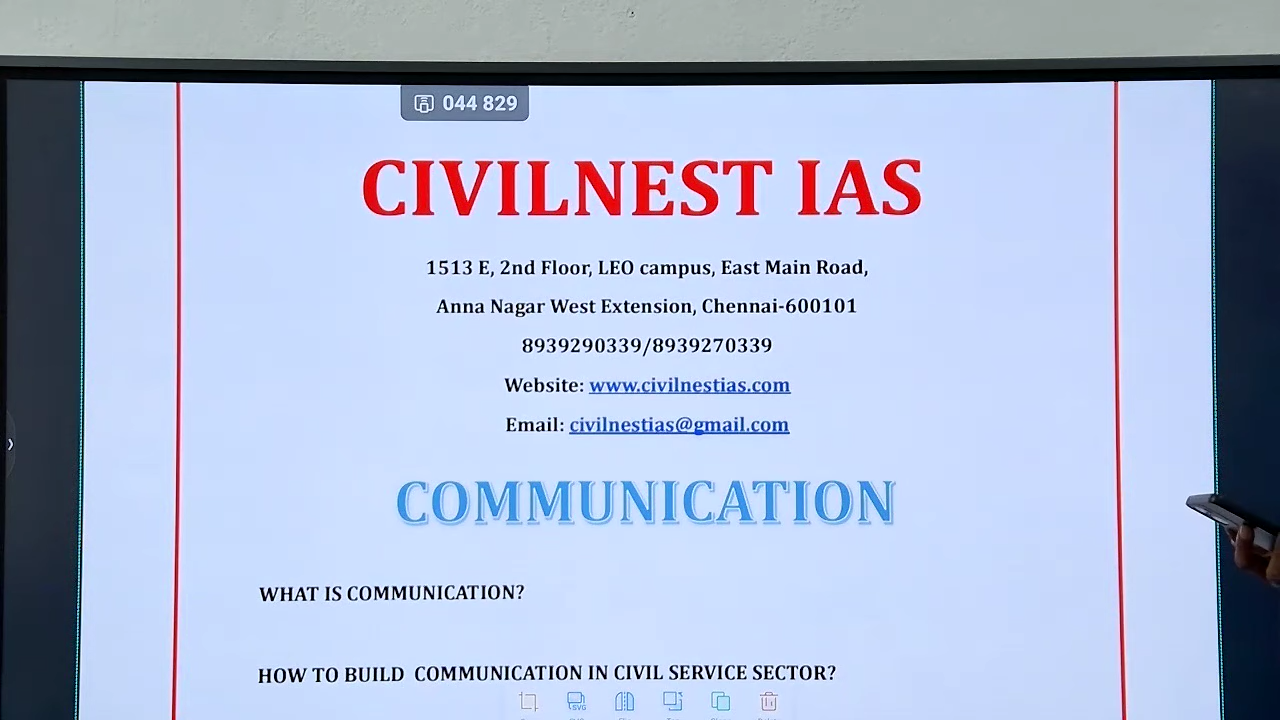 044 829
CIVILNEST IAS
1513 E, 2nd Floor, LEO campus, East Main Road,
Anna Nagar West Extension, Chennai-600101
8939290339/8939270339
Website: www.civilnestias.com
Email: civilnestias@gmail.com
COMMUNICATION
WHAT IS COMMUNICATION?
HOW TO BUILD COMMUNICATION IN CIVIL SERVICE SECTOR?
SVG